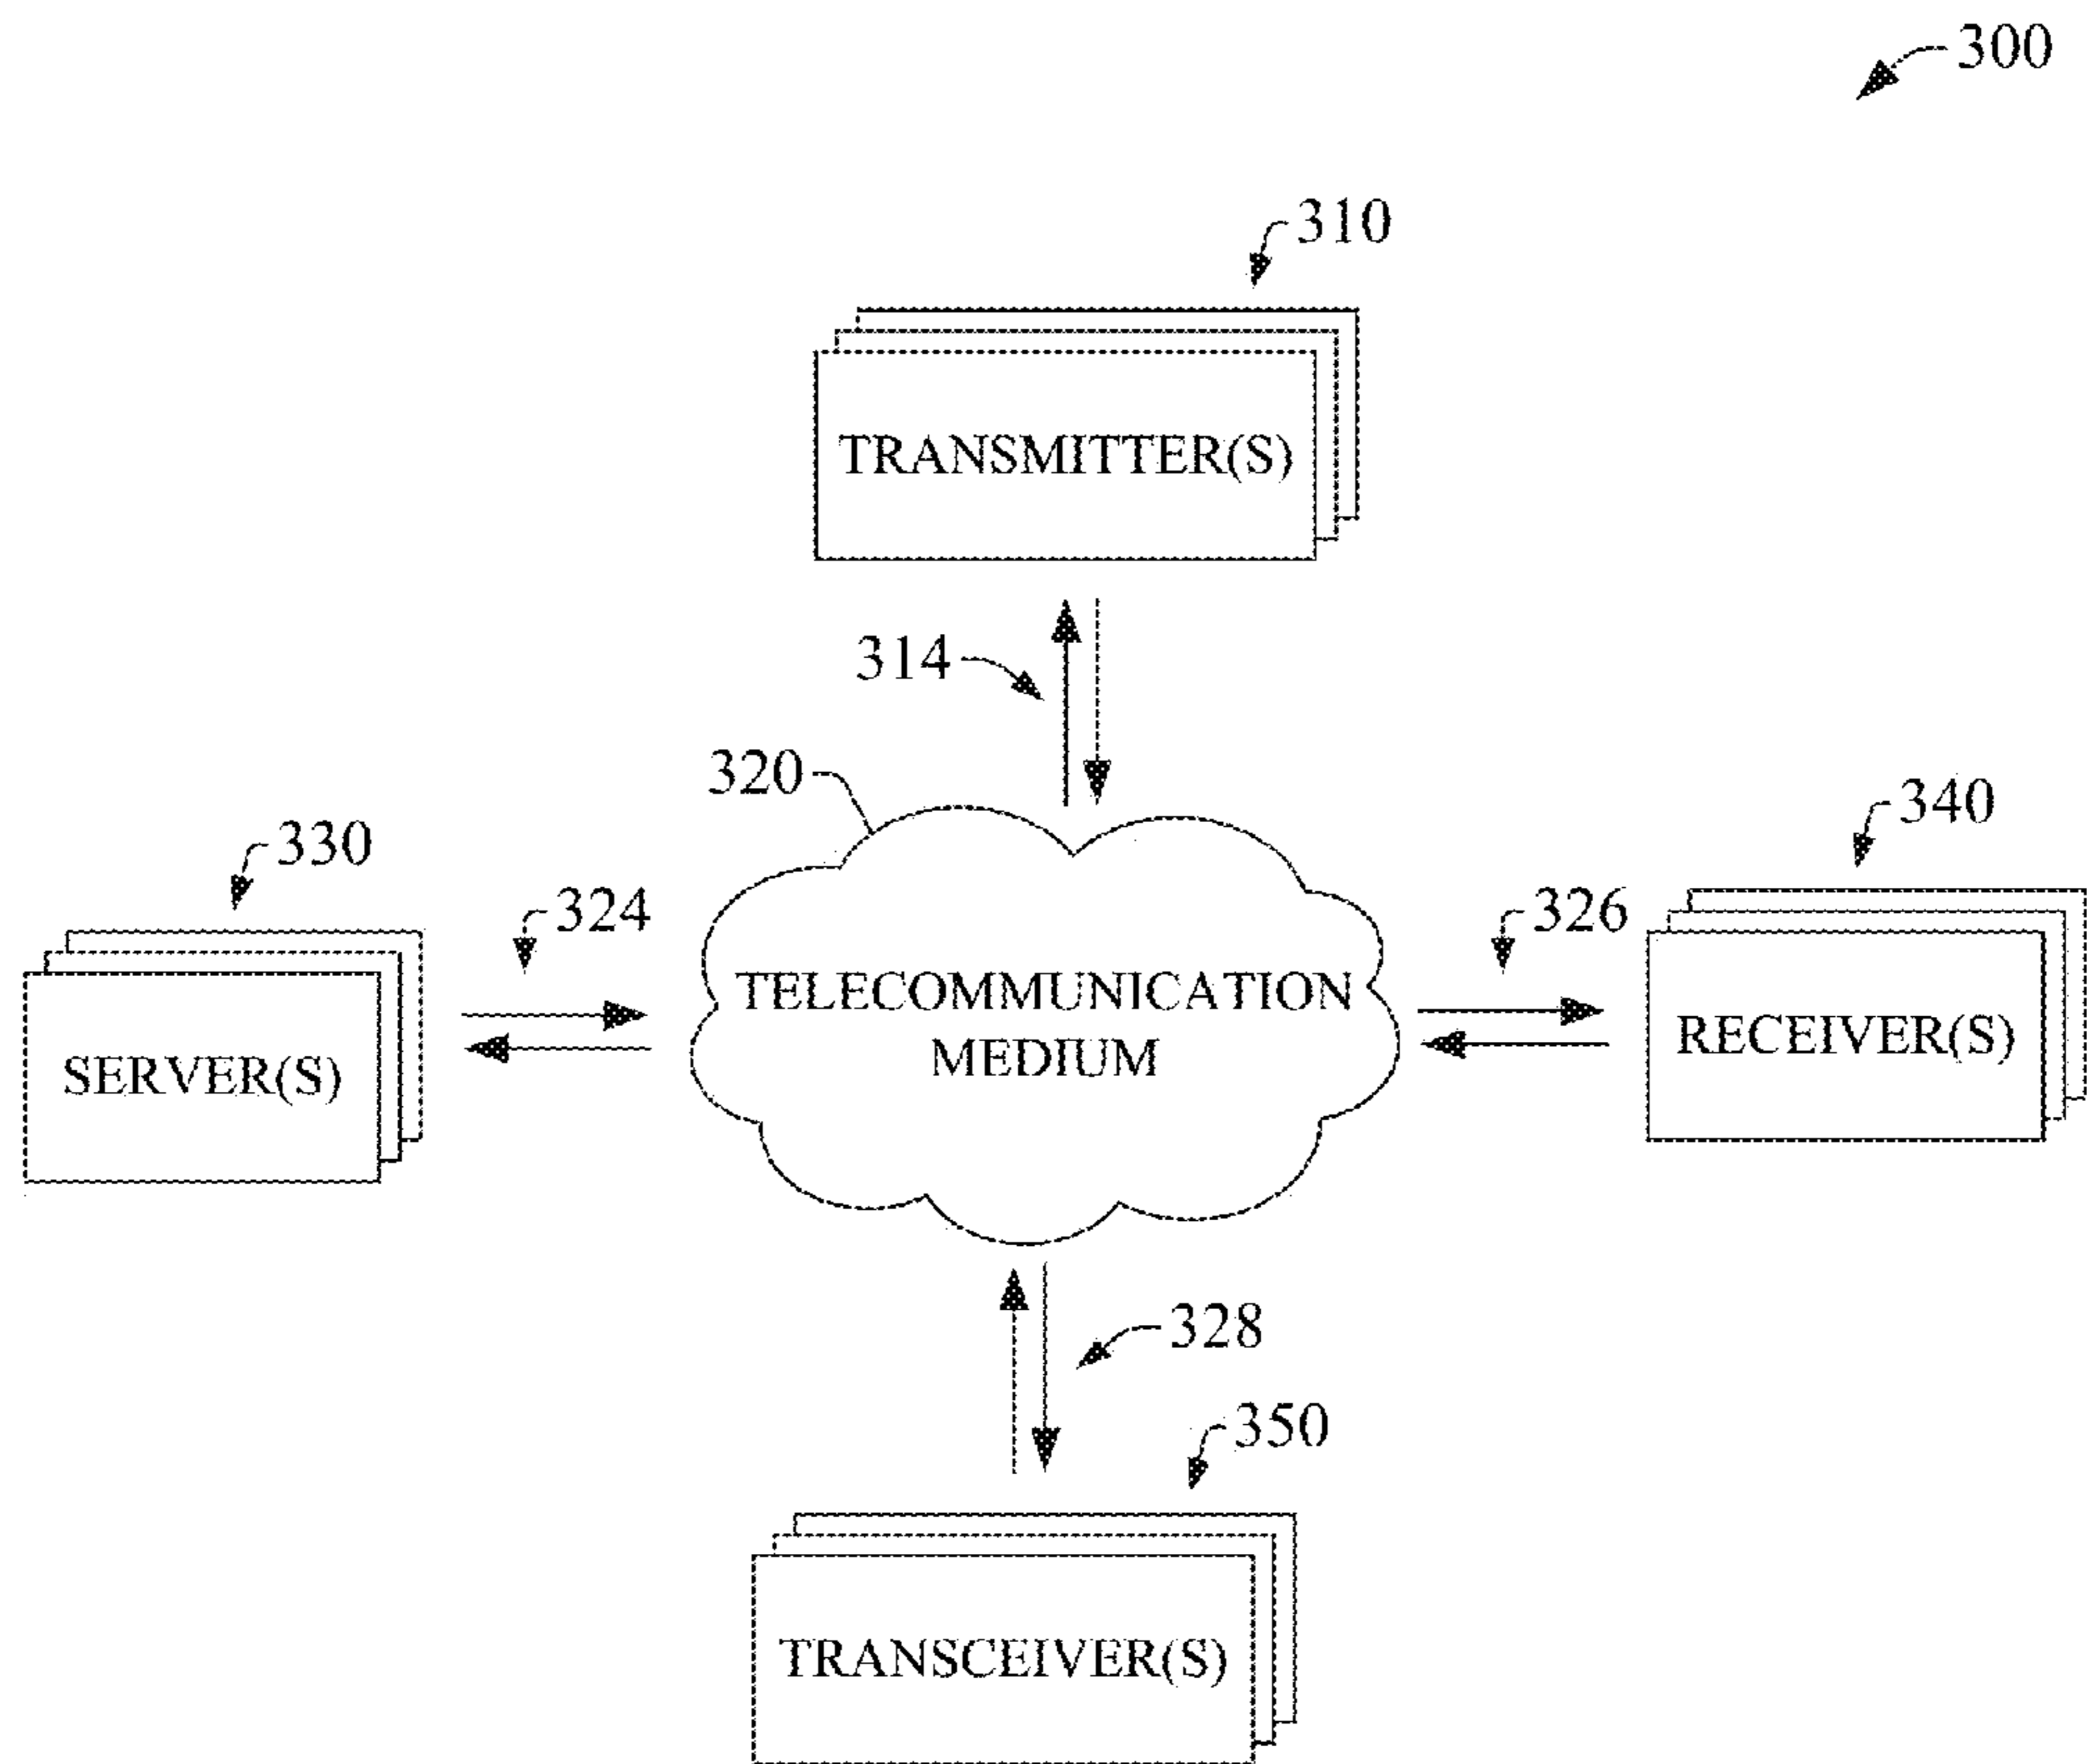 300
310
TRANSMITTER(S)
314
320
330
324
340
326
TELECOMMUNICATION
MEDIUM
SERVER(S)
RECEIVER(S)
328
350
TRANSCEIVER(S)